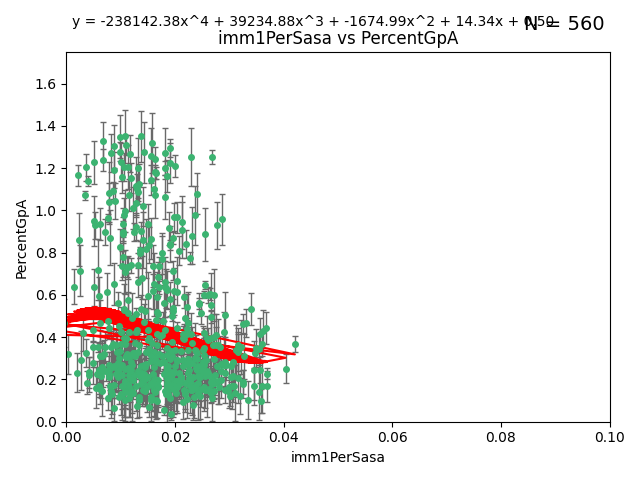 y = -238142.38x^4 + 39234.88x^3 + -1674.99x^2 + 14.34x + 0.50
N = 560
imm1PerSasa vs PercentGpA
1.6
1.4
1.2
1.0
0.8
0.6
0.4
0.2
0.0
PercentGpA
0.00 0.02 0.04 0.06 0.08 0.10
imm1PerSasa